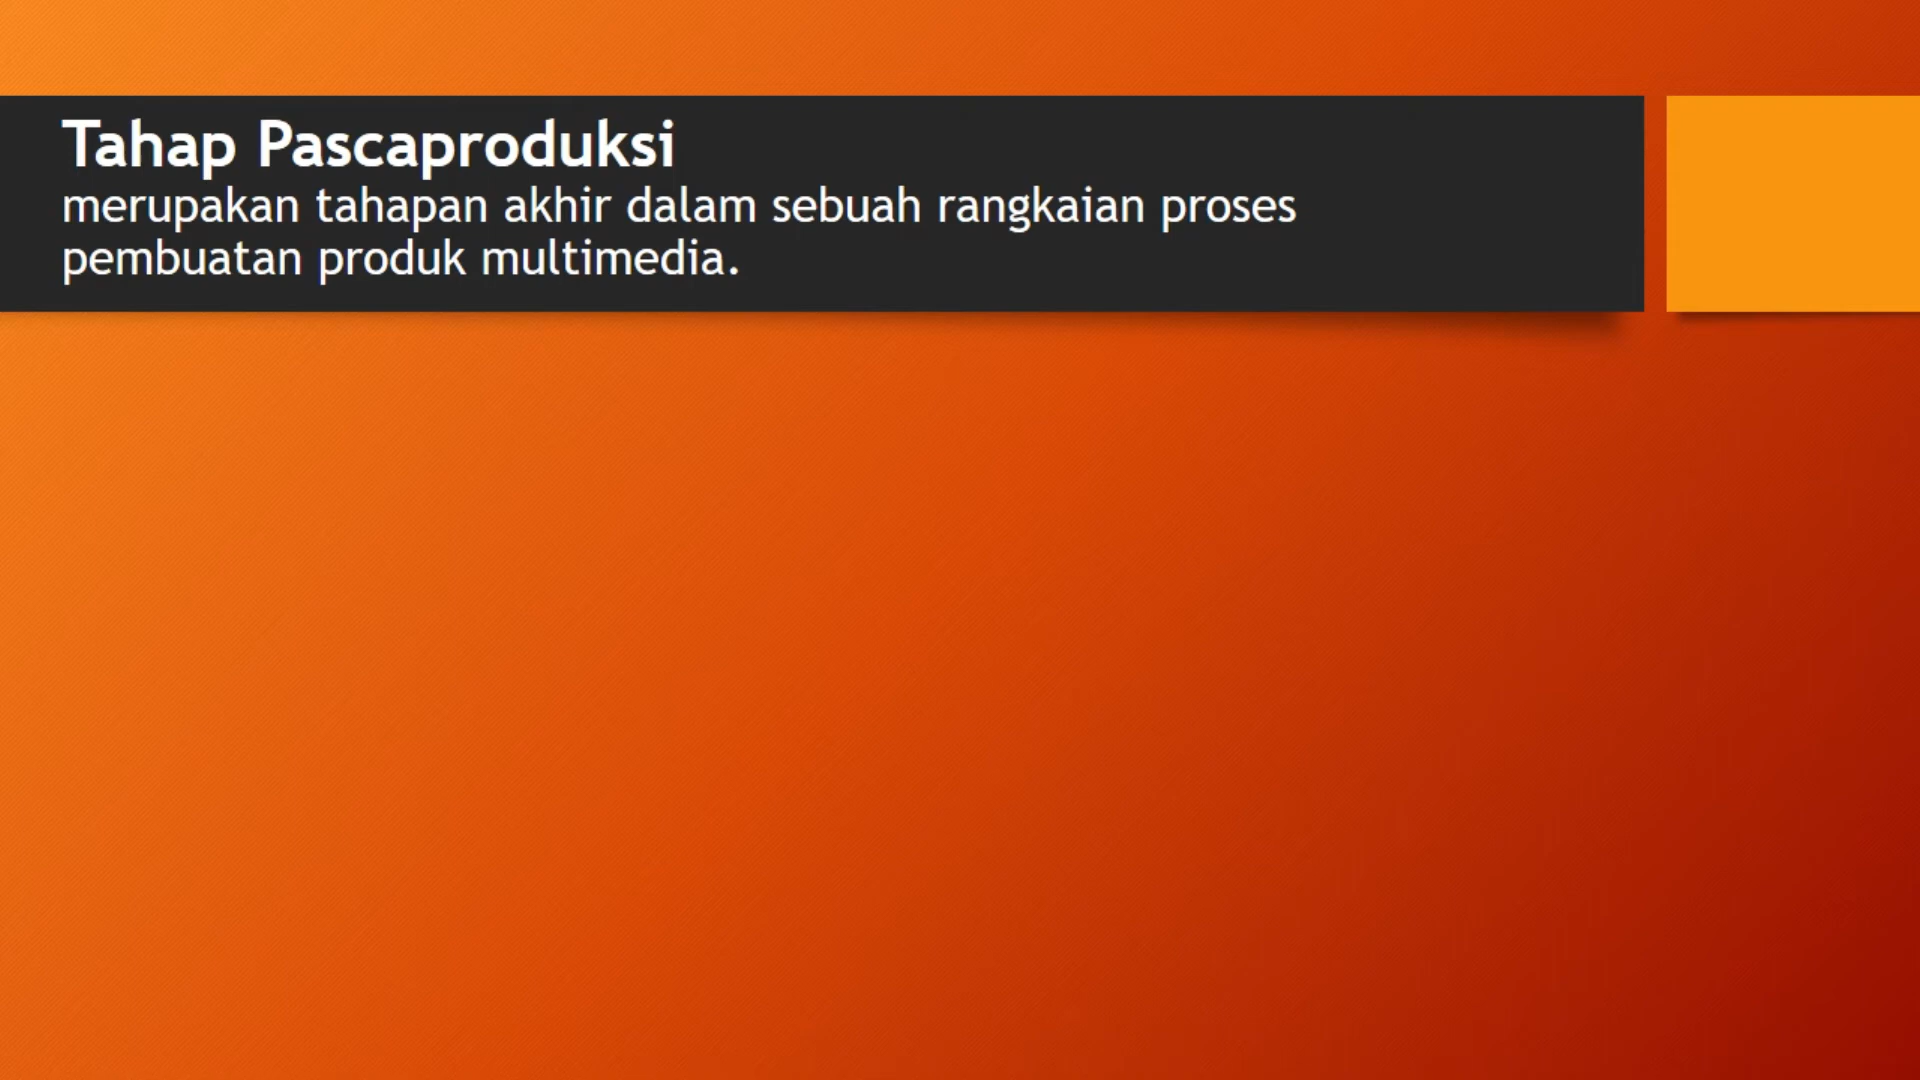 Tahap Pascaproduksi
merupakan tahapan akhir dalam sebuah rangkaian proses
pembuatan produk multimedia.